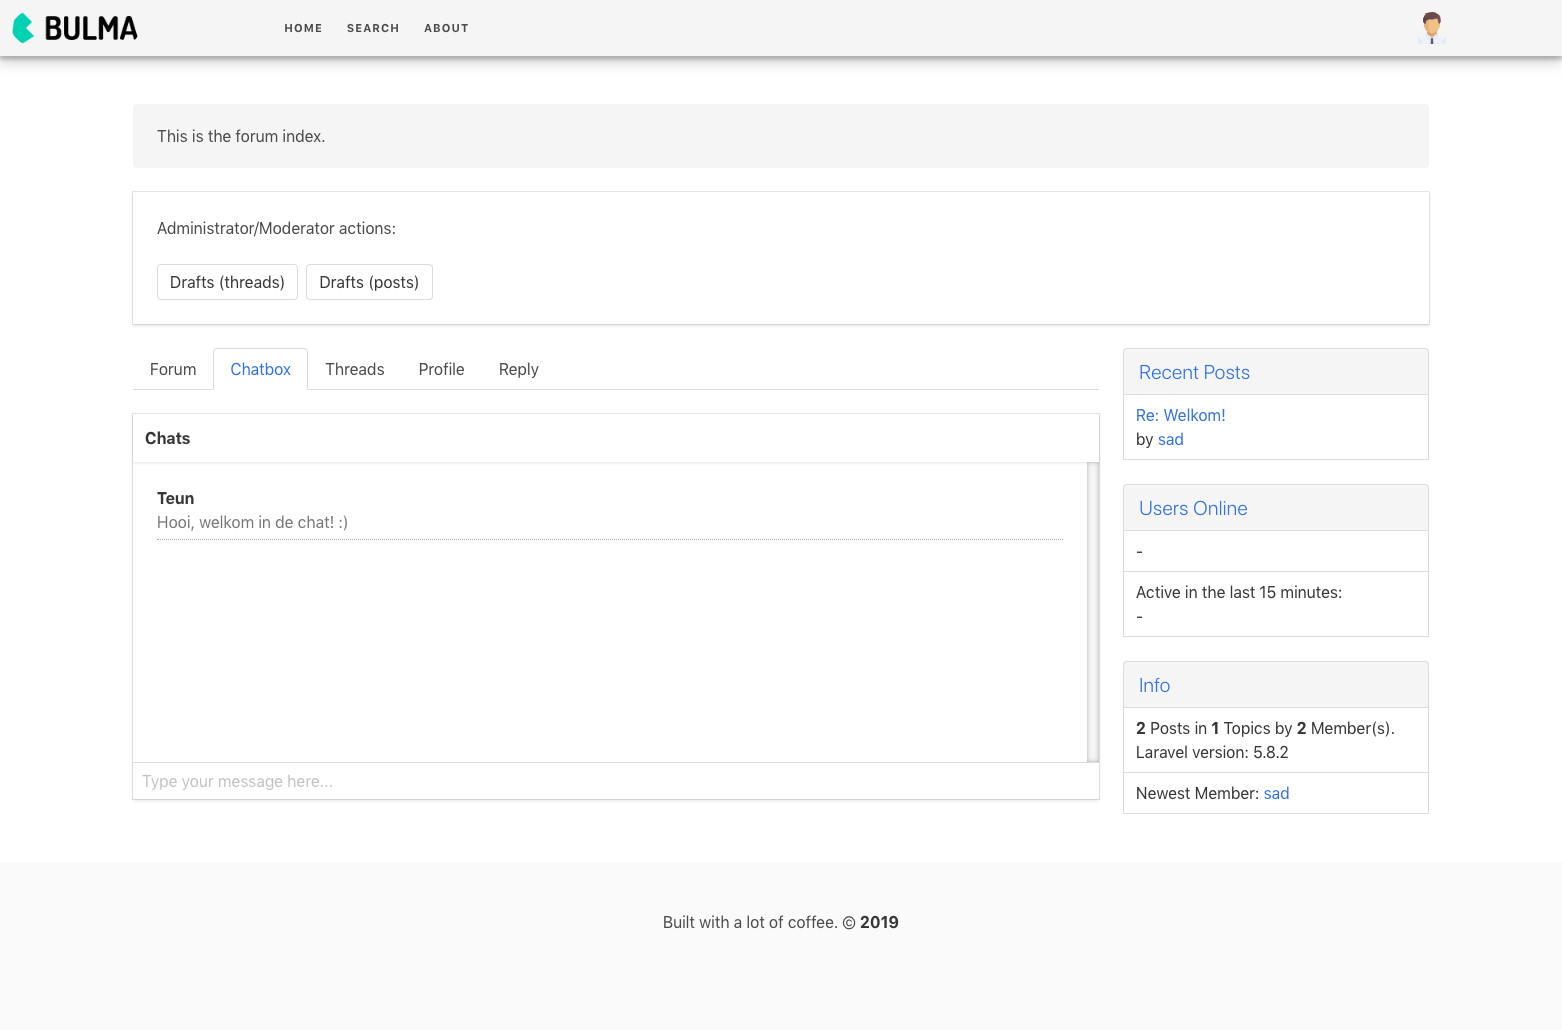 BULMA
HOME SEARCH ABOUT
This is the forum index.
Administrator/Moderator actions:
Drafts (threads) Drafts (posts)
Forum Chatbox Threads Profile Reply
Chats
Teun
Hooi, welkom in de chat! :)
Type your message here...
Recent Posts
Re: Welkom!
by sad
Users Online
-
Active in the last 15 minutes:
-
Info
2 Posts in 1 Topics by 2 Member(s).
Laravel version: 5.8.2
Newest Member: sad
Built with a lot of coffee. © 2019